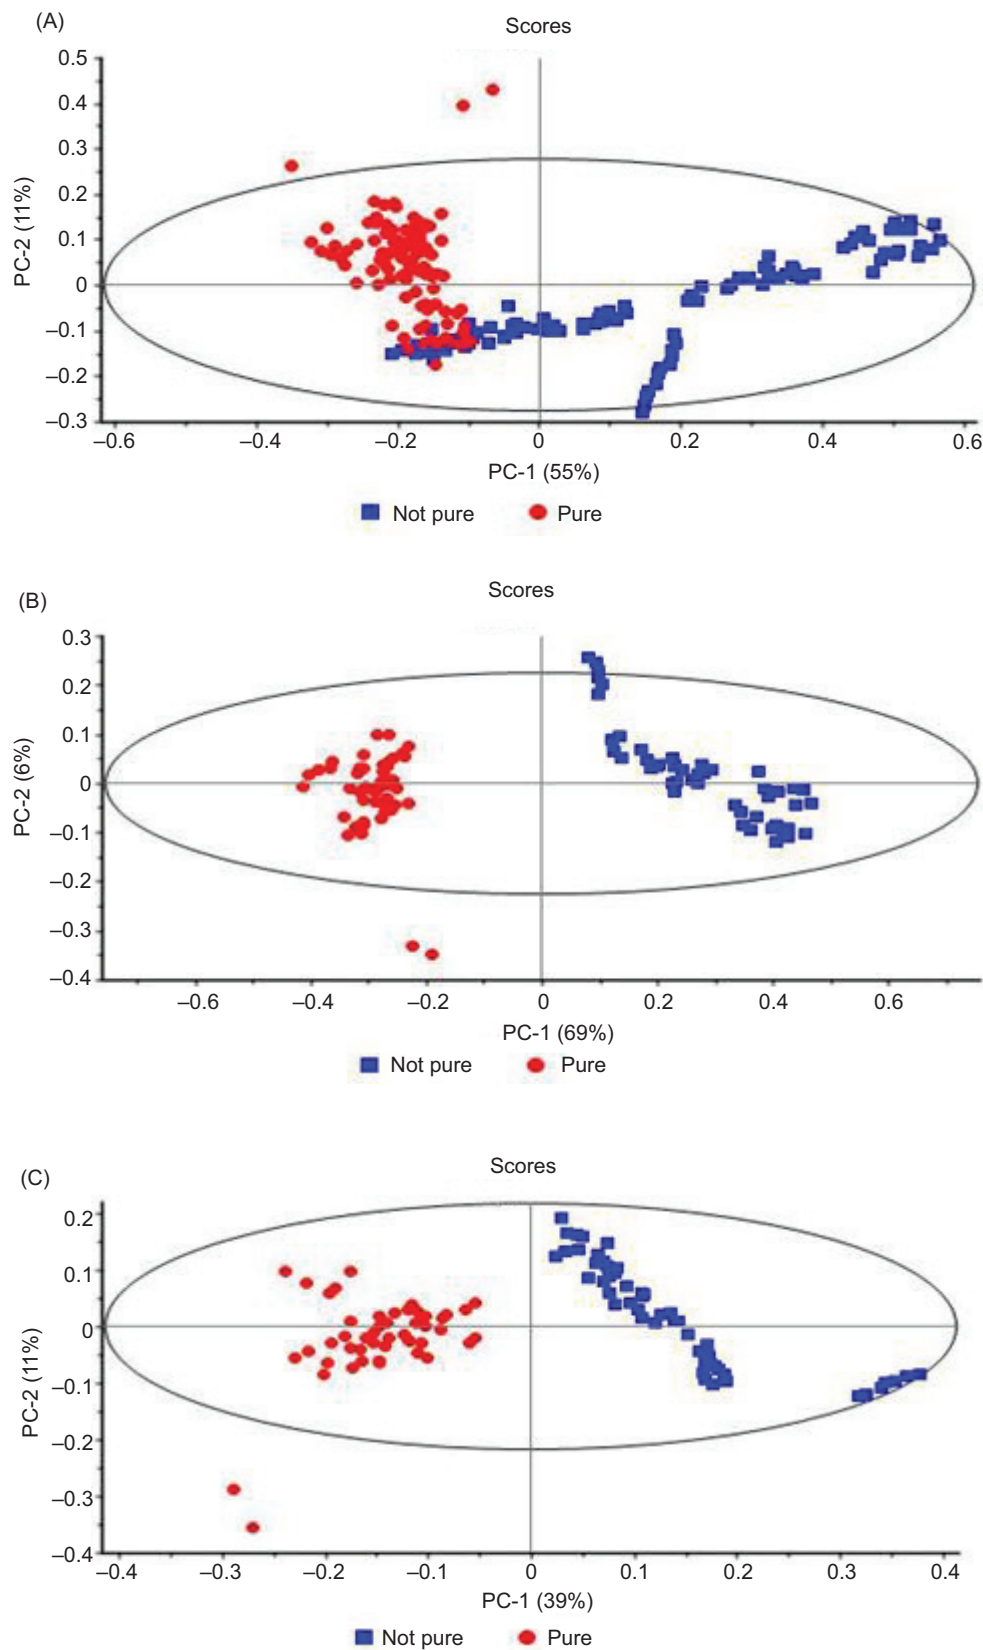 (A)
Scores
0.5
0.4
0.3
0.2
0.1
0
–0.1
–0.2
–0.3
PC-2 (11%)
–0.6 –0.4 –0.2 0 0.2 0.4 0.6
PC-1 (55%)
Not pure Pure
(B)
Scores
0.3
0.2
0.1
0
–0.1
–0.2
–0.3
–0.4
PC-2 (6%)
–0.6 –0.4 –0.2 0 0.2 0.4 0.6
PC-1 (69%)
Not pure Pure
(C)
Scores
0.2
0.1
0
–0.1
–0.2
–0.3
–0.4
PC-2 (11%)
–0.4 –0.3 –0.2 –0.1 0 0.1 0.2 0.3 0.4
PC-1 (39%)
Not pure Pure